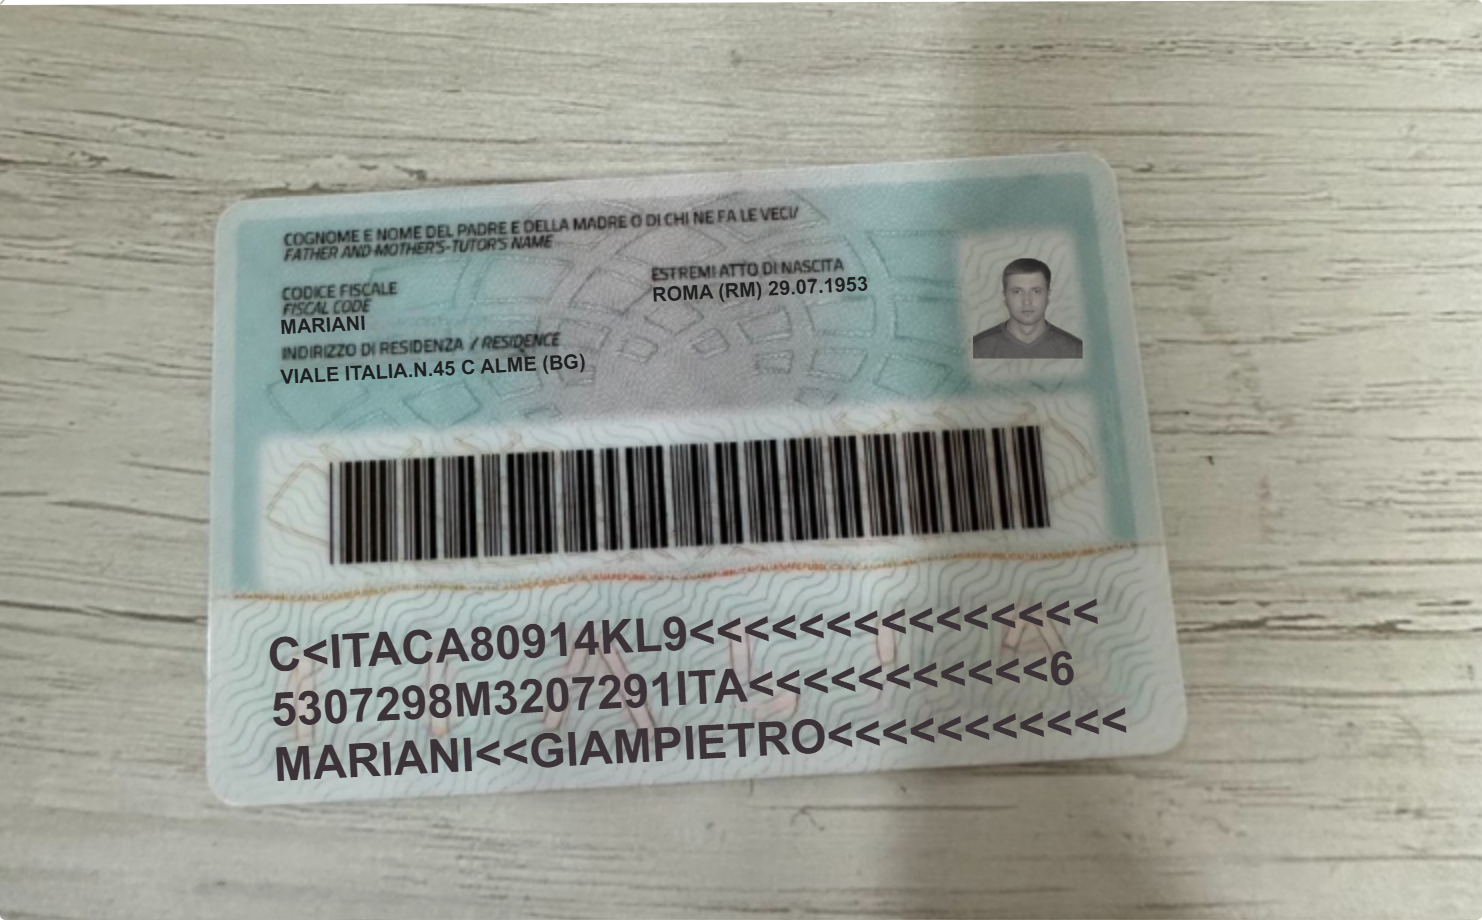 COGNOME E NOME DEL PADRE E DELLA MADRE O DI CHI NE FA LE VECI/
FATHER AND MOTHER'S-TUTOR'S NAME
CODICE FISCALE
FISCAL CODE
MARIANI
ESTREMI ATTO DI NASCITA
ROMA (RM) 29.07.1953
INDIRIZZO DI RESIDENZA / RESIDENCE
VIALE ITALIA.N.45 C ALME (BG)
C<ITACA80914KL9<<<<<<<<<<<<<<<
5307298M3207291ITA<<<<<<<<<<<6
MARIANI<<GIAMPIETRO<<<<<<<<<<<
ITALIA